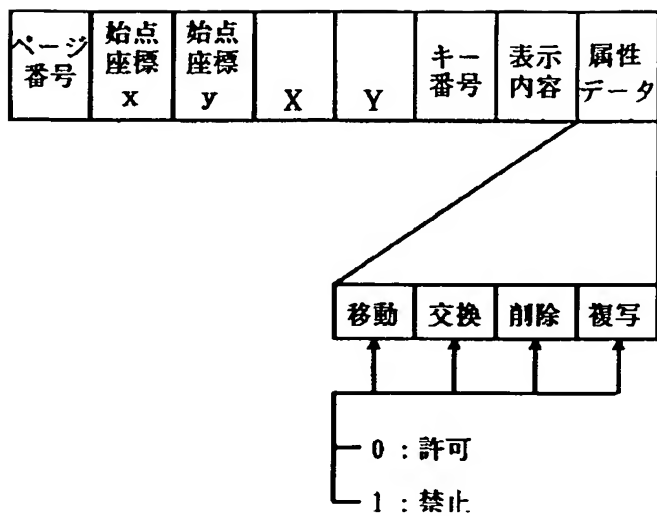 ページ
番号
始点
座標
x
始点
座標
y
X
Y
キー
番号
表示
内容
属性
データ
移動
交換
削除
複写
0：許可
1：禁止